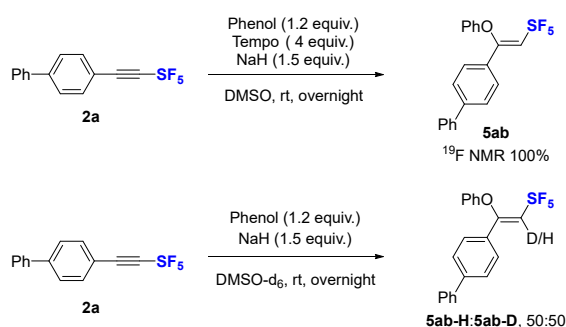 Phenol (1.2 equiv.)
Tempo ( 4 equiv.)
NaH (1.5 equiv.)
Ph
SF5
DMSO, rt, overnight
2a
PhO
SF5
Ph
5ab
19F NMR 100%
Phenol (1.2 equiv.)
NaH (1.5 equiv.)
Ph
SF5
DMSO-d6, rt, overnight
2a
PhO
SF5
D/H
Ph
5ab-H:5ab-D, 50:50